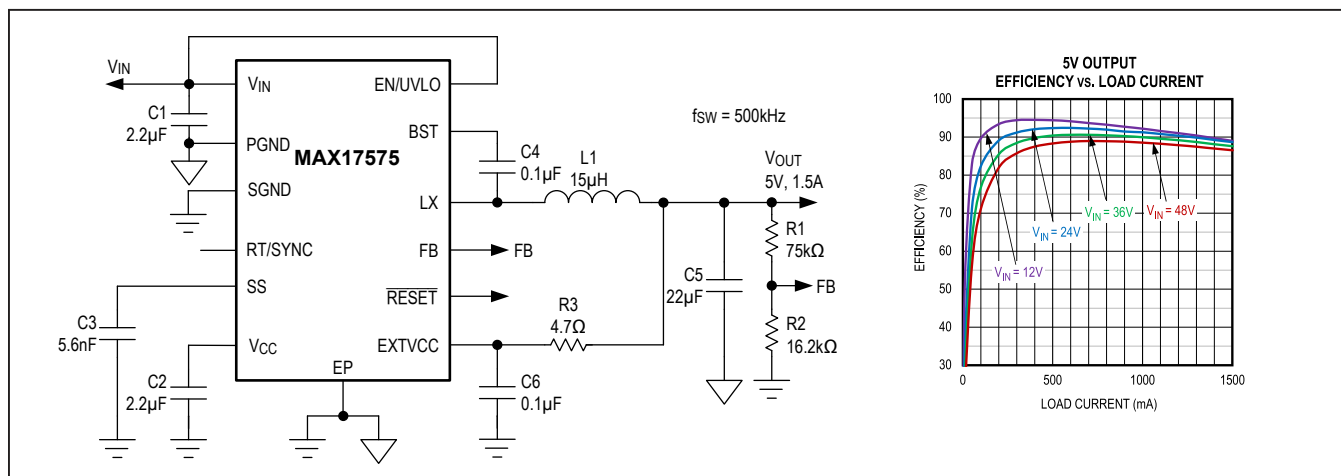 VIN
C1
2.2µF
VIN
PGND
SGND
RT/SYNC
SS
VCC
C3
5.6nF
C2
2.2µF
MAX17575
EP
EN/UVLO
BST
LX
FB
RESET
EXTVCC
C4
0.1µF
L1
15µH
fSW = 500kHz
VOUT
5V, 1.5A
FB
R3
4.7Ω
C6
0.1µF
C5
22µF
R1
75kΩ
FB
R2
16.2kΩ
5V OUTPUT
EFFICIENCY vs. LOAD CURRENT
EFFICIENCY (%)
100
90
80
70
60
50
40
30
VIN = 12V
VIN = 24V
VIN = 36V
VIN = 48V
0
500
1000
1500
LOAD CURRENT (mA)